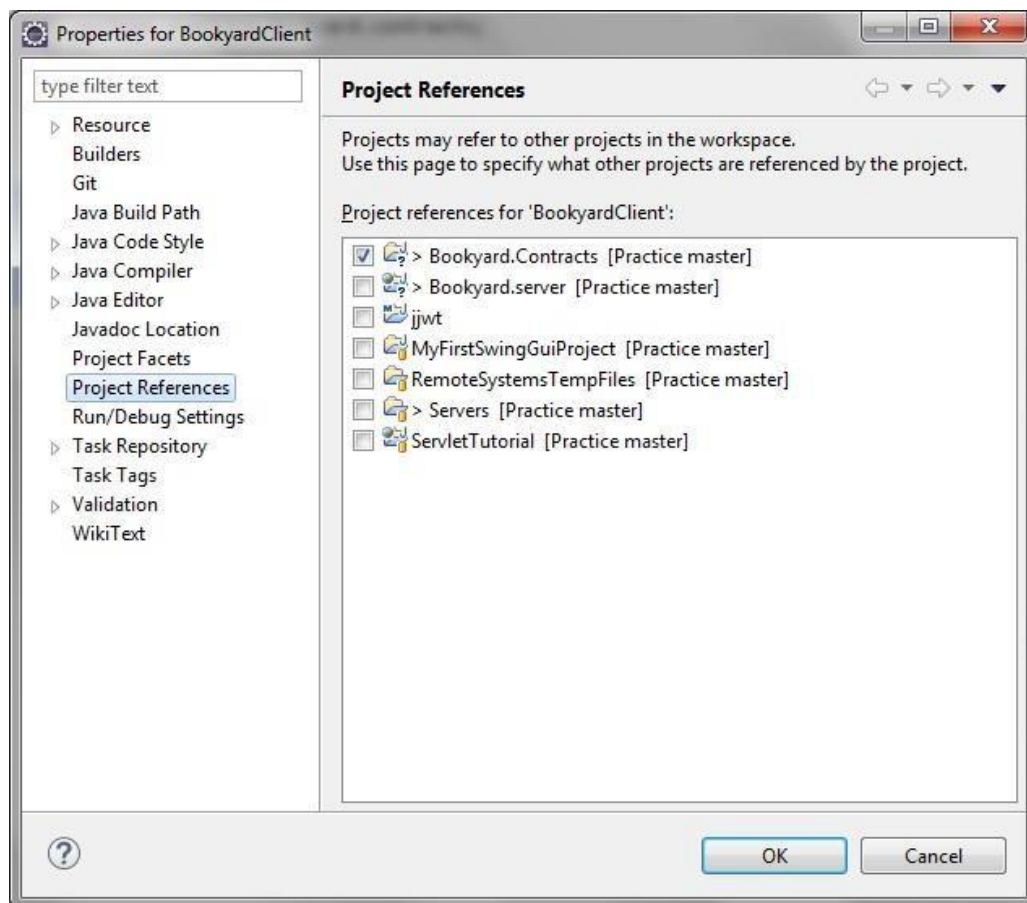 Properties for BookyardClient
type filter text
Resource
Builders
Git
Java Build Path
Java Code Style
Java Compiler
Java Editor
Javadoc Location
Project Facets
Project References
Run/Debug Settings
Task Repository
Task Tags
Validation
WikiText
Project References
Projects may refer to other projects in the workspace.
Use this page to specify what other projects are referenced by the project.
Project references for 'BookyardClient':
> Bookyard.Contracts [Practice master]
> Bookyard.server [Practice master]
jjwt
MyFirstSwingGuiProject [Practice master]
RemoteSystemsTempFiles [Practice master]
> Servers [Practice master]
ServletTutorial [Practice master]
OK
Cancel